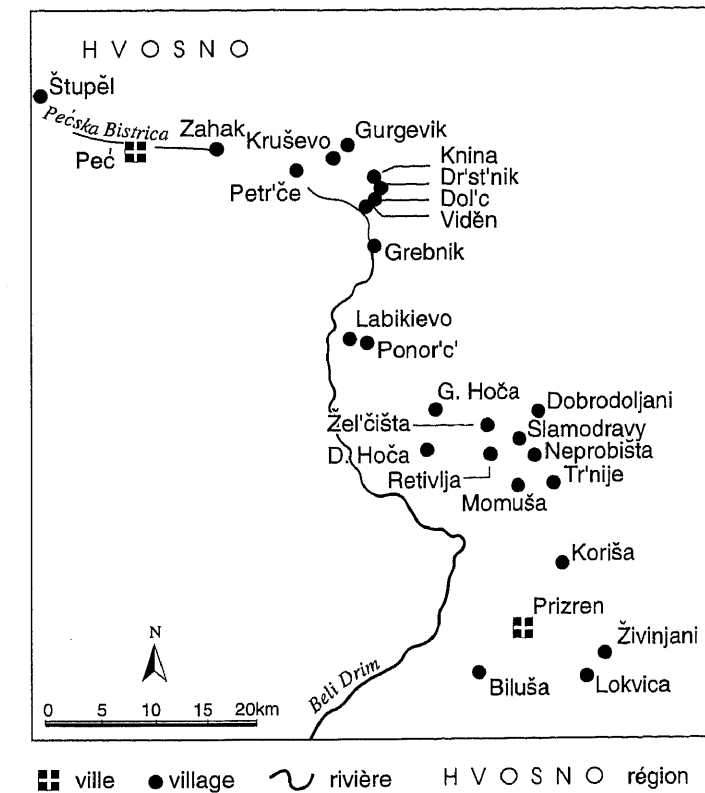 HVOSNO
Štupěl
Pećska Bistrica
Zahak
Gurgevik
Kruševo
Peć
Petr'če
Knina
Dr'st'nik
Dol'c
Viděn
Grebnik
Labikievo
Ponor'c'
G. Hoča
Dobrodoljani
Žel'čišta
Slamodravy
D. Hoča
Neprobišta
Retivlja
Tr'nije
Momuša
Koriša
Prizren
Živinjani
Biluša
Lokvica
Beli Drim
N
0 5 10 15 20km
ville village rivière HVOSNO région